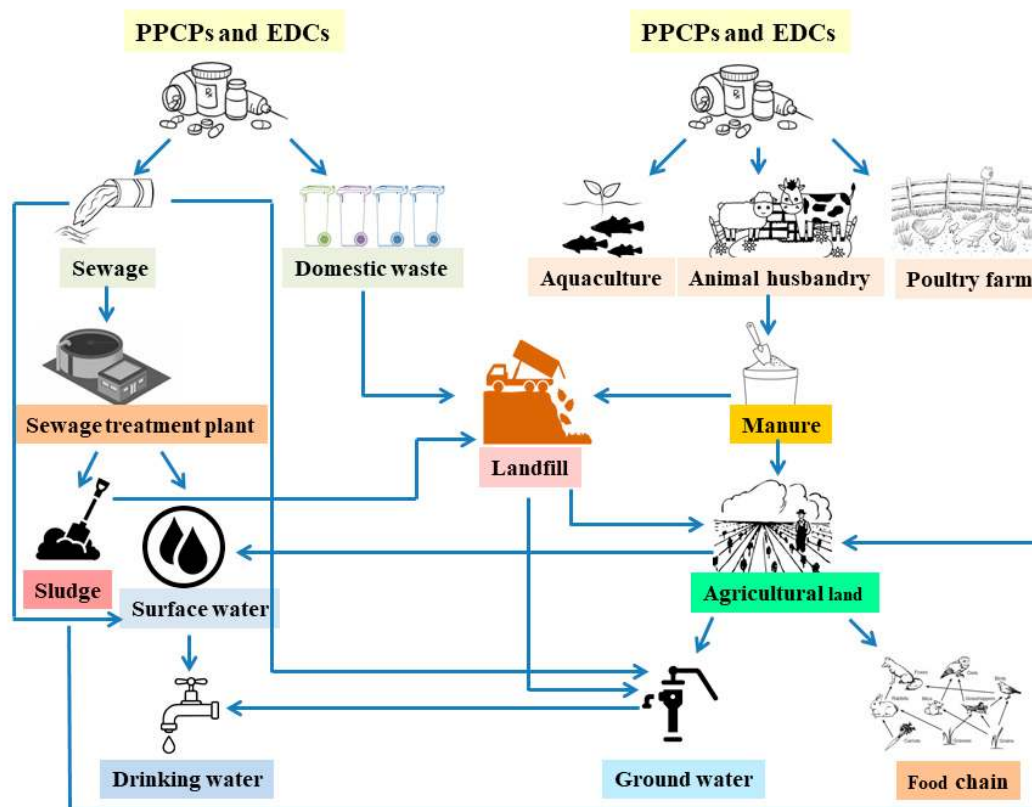 PPCPs and EDCs
PPCPs and EDCs
Sewage
Domestic waste
Aquaculture
Animal husbandry
Poultry farm
Sewage treatment plant
Landfill
Manure
Sludge
Surface water
Agricultural land
Drinking water
Ground water
Food chain